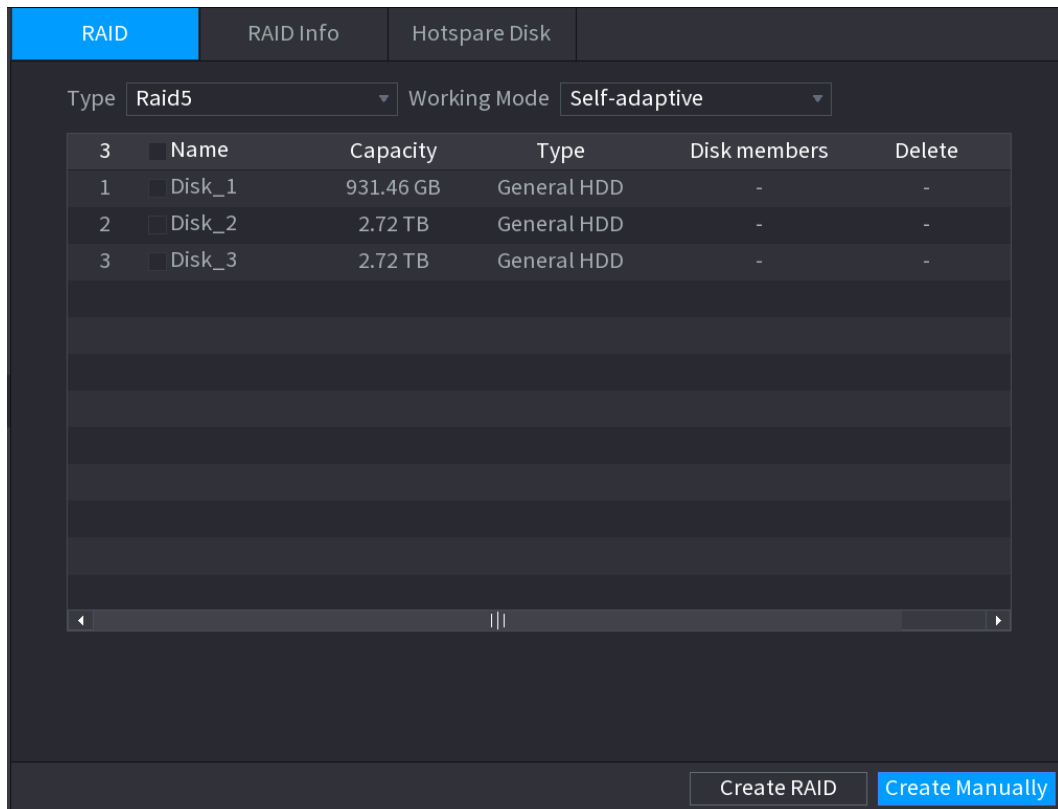 RAID RAID Info Hotspare Disk
Type Raid5 Working Mode Self-adaptive
3 Name Capacity Type Disk members Delete
1 Disk_1 931.46 GB General HDD - -
2 Disk_2 2.72 TB General HDD - -
3 Disk_3 2.72 TB General HDD - -
Create RAID Create Manually